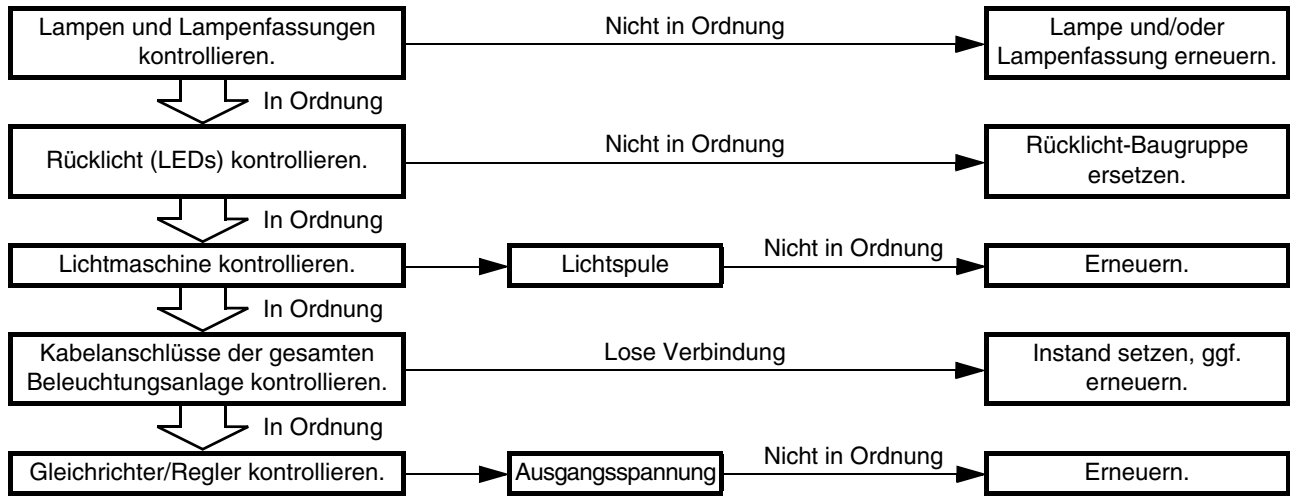 Lampen und Lampenfassungen
kontrollieren.
Nicht in Ordnung
Lampe und/oder
Lampenfassung erneuern.
In Ordnung
Rücklicht (LEDs) kontrollieren.
Nicht in Ordnung
Rücklicht-Baugruppe
ersetzen.
In Ordnung
Lichtmaschine kontrollieren.
Lichtspule
Nicht in Ordnung
Erneuern.
In Ordnung
Kabelanschlüsse der gesamten
Beleuchtungsanlage kontrollieren.
Lose Verbindung
Instand setzen, ggf.
erneuern.
In Ordnung
Gleichrichter/Regler kontrollieren.
Ausgangsspannung
Nicht in Ordnung
Erneuern.